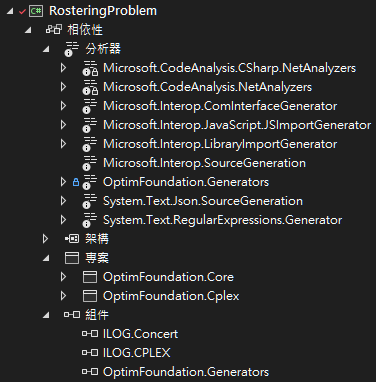 C# RosteringProblem
相依性
分析器
Microsoft.CodeAnalysis.CSharp.NetAnalyzers
Microsoft.CodeAnalysis.NetAnalyzers
Microsoft.Interop.ComInterfaceGenerator
Microsoft.Interop.JavaScript.JSImportGenerator
Microsoft.Interop.LibraryImportGenerator
Microsoft.Interop.SourceGeneration
OptimFoundation.Generators
System.Text.Json.SourceGeneration
System.Text.RegularExpressions.Generator
架構
專案
OptimFoundation.Core
OptimFoundation.Cplex
組件
ILOG.Concert
ILOG.CPLEX
OptimFoundation.Generators